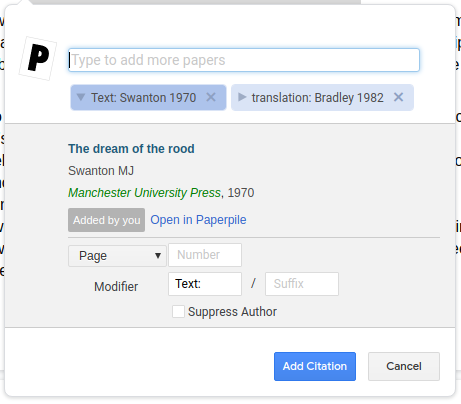 P
Type to add more papers
Text: Swanton 1970 ×
translation: Bradley 1982 ×
The dream of the rood
Swanton MJ
Manchester University Press, 1970
Added by you Open in Paperpile
Page Number
Modifier Text: / Suffix
Suppress Author
Add Citation Cancel